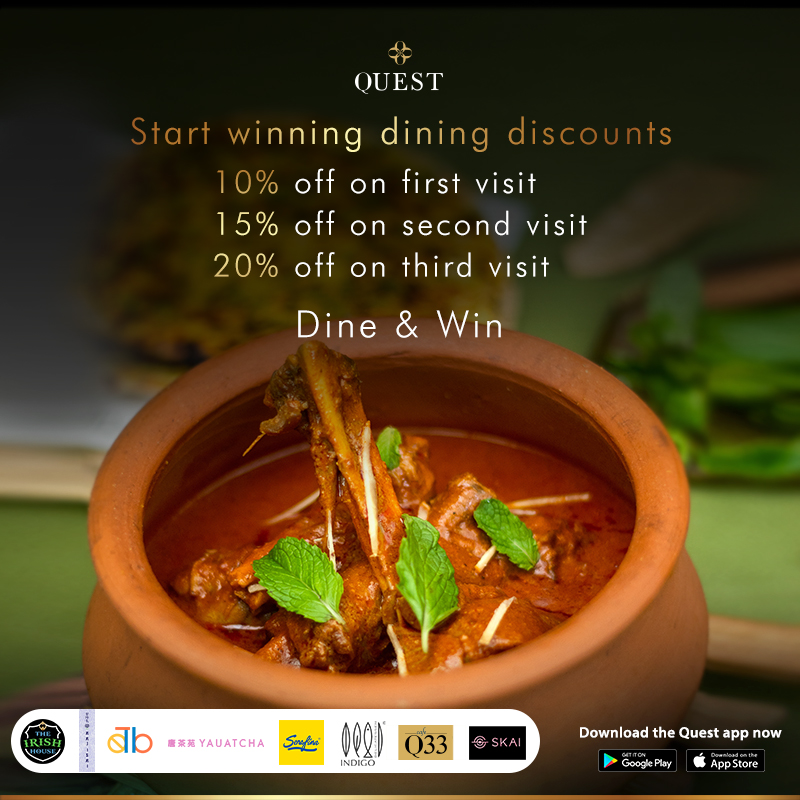 QUEST
Start winning dining discounts
10% off on first visit
15% off on second visit
20% off on third visit
Dine & Win
THE
IRISH
HOUSE
YAUATCHA
Serafina
INDIGO
cafe
Q33
SKAI
Download the Quest app now
GET IT ON
Google Play
Download on the
App Store